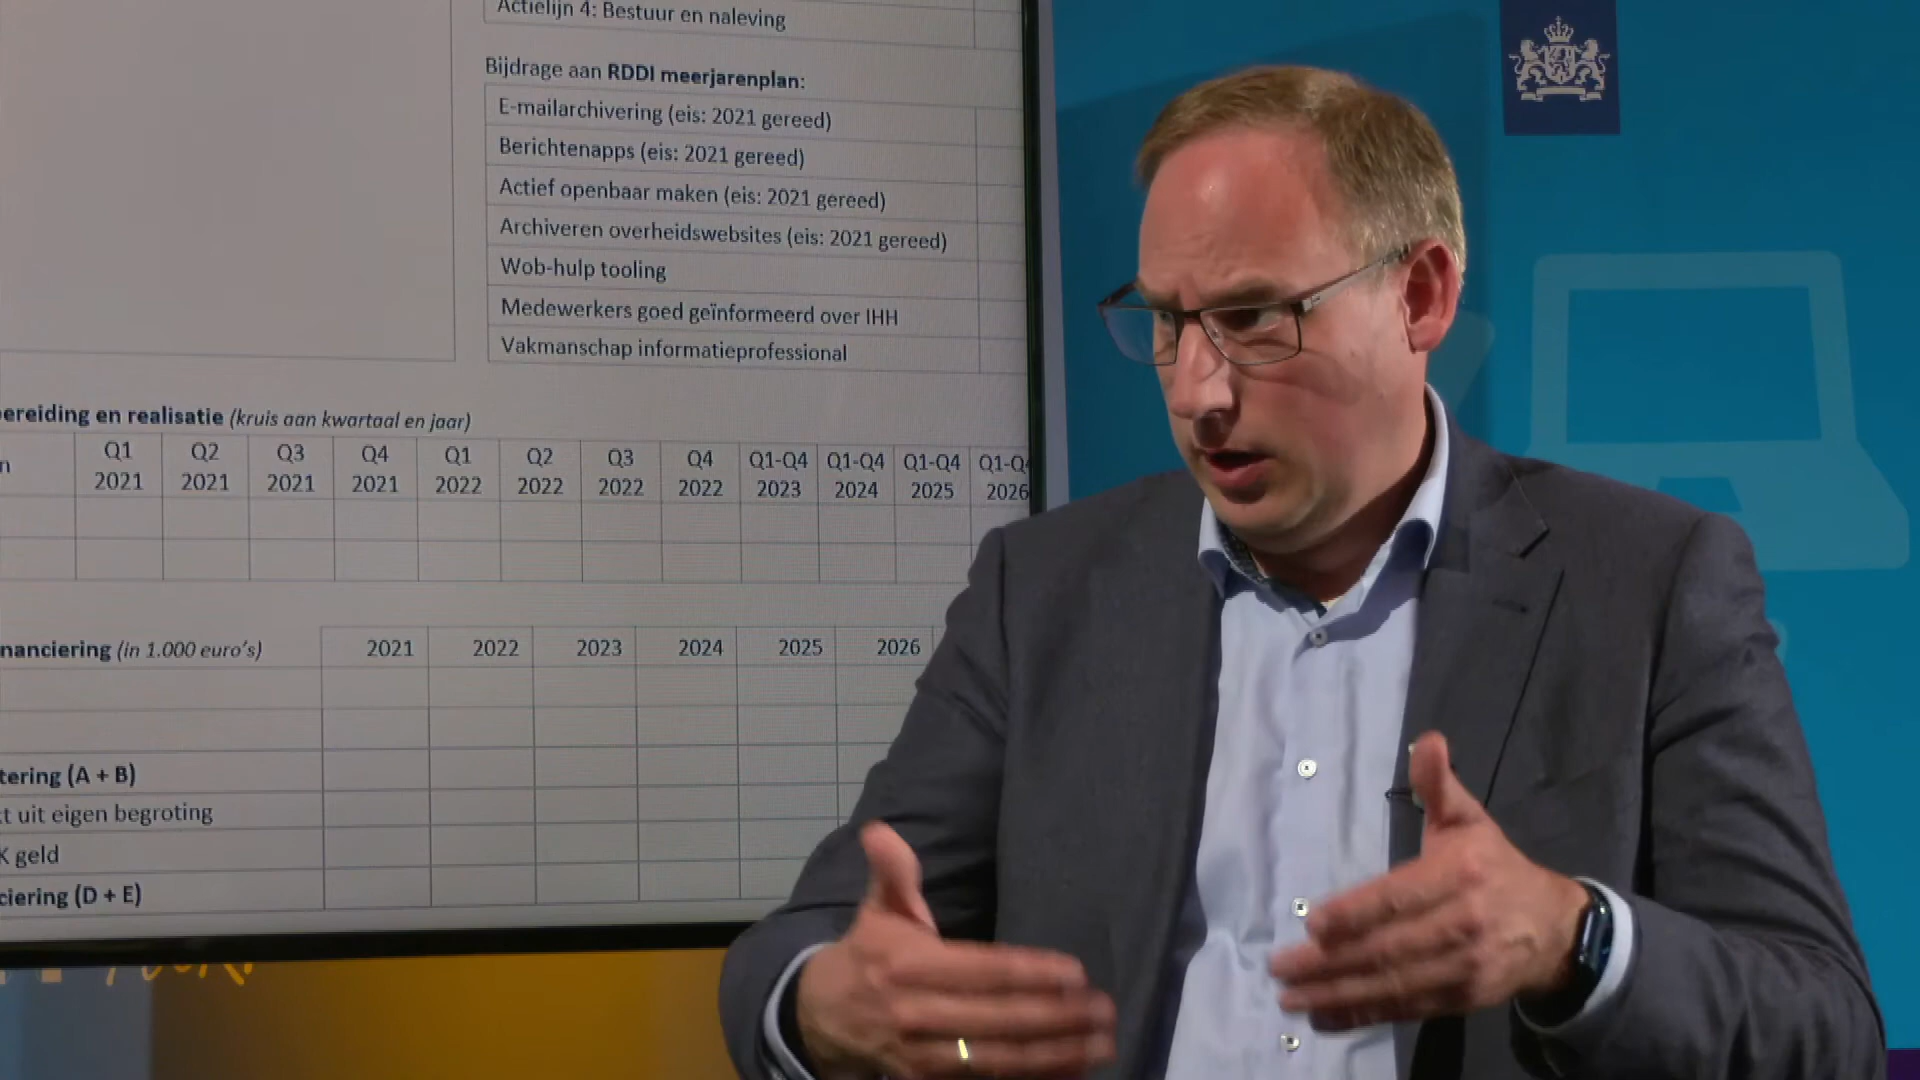 Actielijn 4: Bestuur en naleving
Bijdrage aan RDDI meerjarenplan:
E-mailarchivering (eis: 2021 gereed)
Berichtenapps (eis: 2021 gereed)
Actief openbaar maken (eis: 2021 gereed)
Archiveren overheidswebsites (eis: 2021 gereed)
Wob-hulp tooling
Medewerkers goed geïnformeerd over IHH
Vakmanschap informatieprofessional
ereiding en realisatie (kruis aan kwartaal en jaar)
n Q1 2021 Q2 2021 Q3 2021 Q4 2021 Q1 2022 Q2 2022 Q3 2022 Q4 2022 Q1-Q4 2023 Q1-Q4 2024 Q1-Q4 2025 Q1-Q4 2026
nanciering (in 1.000 euro's) 2021 2022 2023 2024 2025 2026
tering (A + B)
t uit eigen begroting
K geld
ciering (D + E)